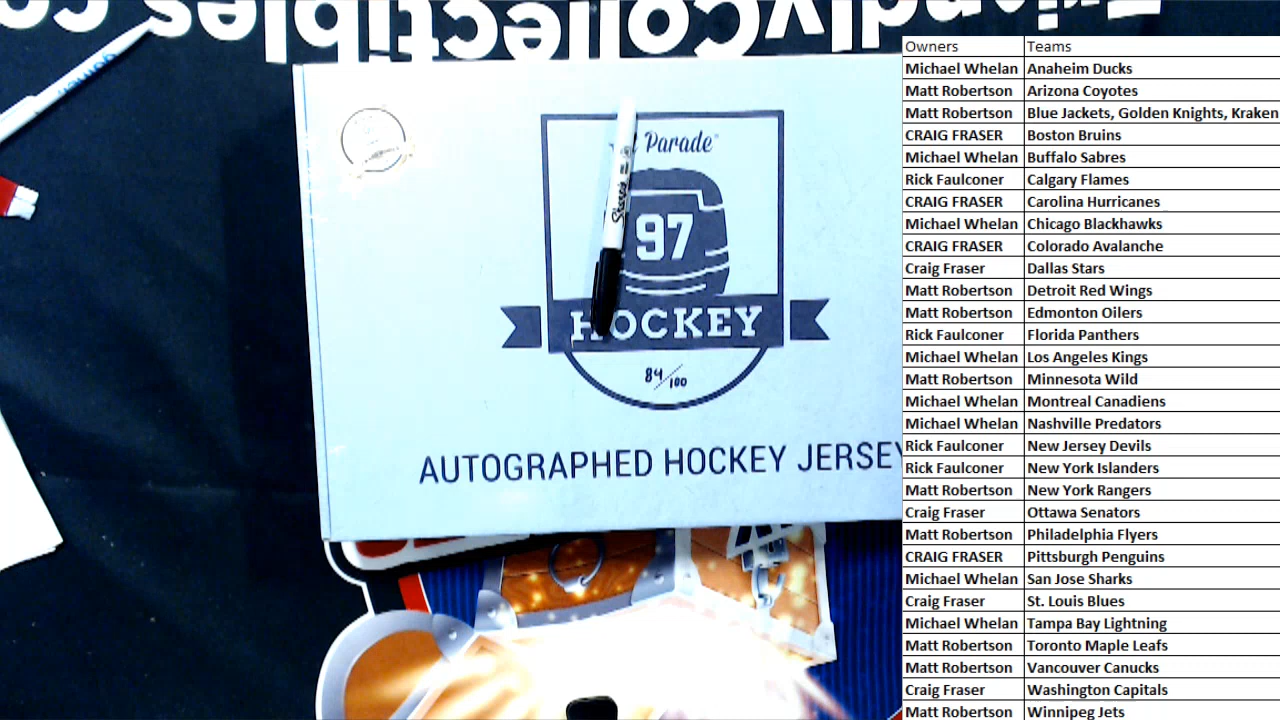 FriendlyCollectibles.co
Sharpie
Parade
97
HOCKEY
84/100
AUTOGRAPHED HOCKEY JERSEY
Owners Teams
Michael Whelan Anaheim Ducks
Matt Robertson Arizona Coyotes
Matt Robertson Blue Jackets, Golden Knights, Kraken
CRAIG FRASER Boston Bruins
Michael Whelan Buffalo Sabres
Rick Faulconer Calgary Flames
CRAIG FRASER Carolina Hurricanes
Michael Whelan Chicago Blackhawks
CRAIG FRASER Colorado Avalanche
Craig Fraser Dallas Stars
Matt Robertson Detroit Red Wings
Matt Robertson Edmonton Oilers
Rick Faulconer Florida Panthers
Michael Whelan Los Angeles Kings
Matt Robertson Minnesota Wild
Michael Whelan Montreal Canadiens
Michael Whelan Nashville Predators
Rick Faulconer New Jersey Devils
Rick Faulconer New York Islanders
Matt Robertson New York Rangers
Craig Fraser Ottawa Senators
Matt Robertson Philadelphia Flyers
CRAIG FRASER Pittsburgh Penguins
Michael Whelan San Jose Sharks
Craig Fraser St. Louis Blues
Michael Whelan Tampa Bay Lightning
Matt Robertson Toronto Maple Leafs
Matt Robertson Vancouver Canucks
Craig Fraser Washington Capitals
Matt Robertson Winnipeg Jets